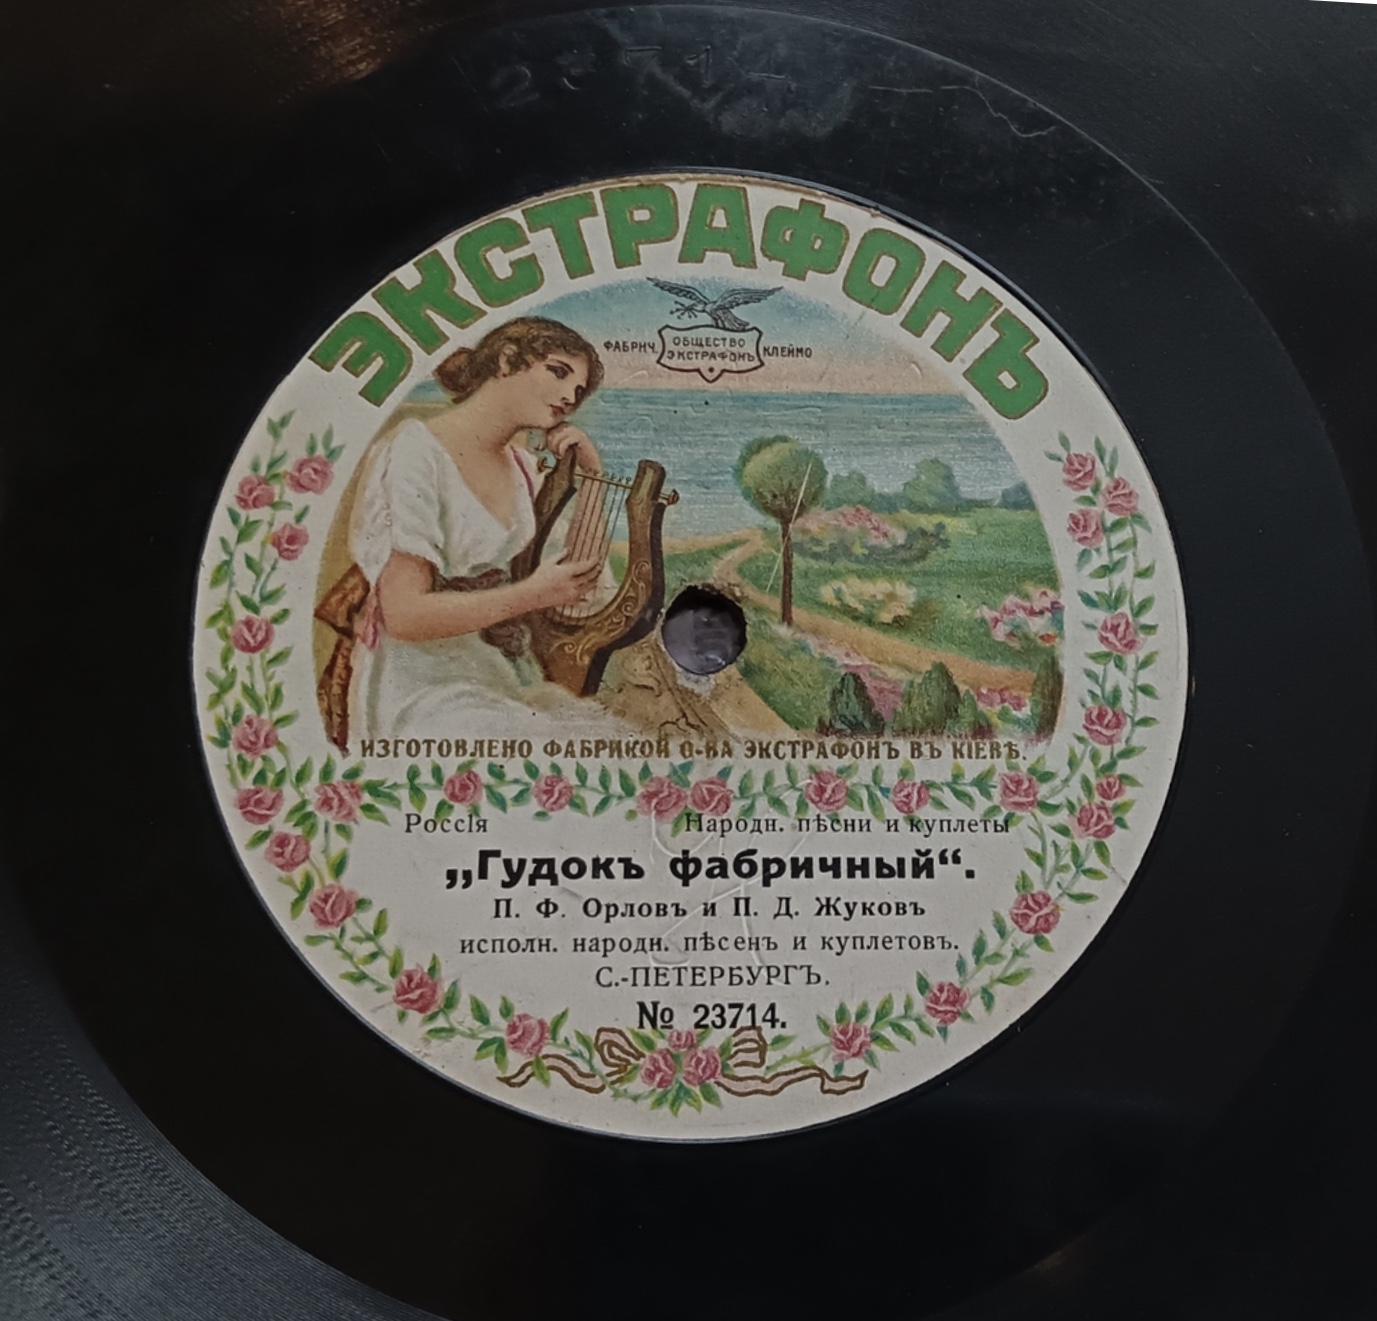 23714
ЭКСТРАФОНЪ
ФАБРИЧ. ОБЩЕСТВО ЭКСТРАФОНЪ КЛЕЙМО
ИЗГОТОВЛЕНО ФАБРИКОЙ О-ВА ЭКСТРАФОНЪ ВЪ КІЕВѢ.
Россія Народн. пѣсни и куплеты
„Гудокъ фабричный“.
П. Ф. Орловъ и П. Д. Жуковъ
исполн. народн. пѣсенъ и куплетовъ.
С.-ПЕТЕРБУРГЪ.
№ 23714.